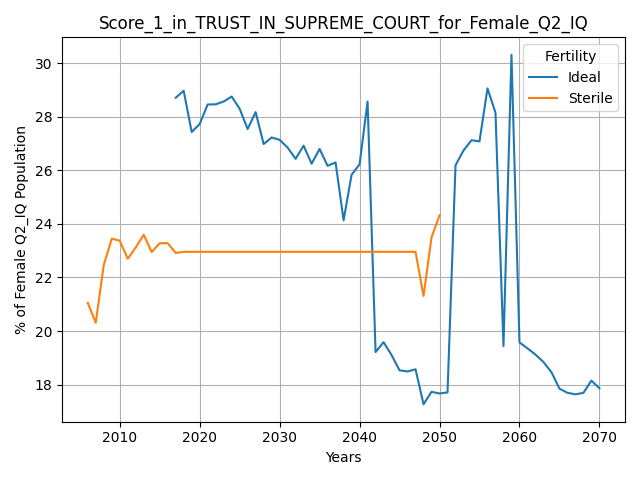 Score_1_in_TRUST_IN_SUPREME_COURT_for_Female_Q2_IQ
Fertility
Ideal
Sterile
% of Female Q2_IQ Population
30
28
26
24
22
20
18
2010 2020 2030 2040 2050 2060 2070
Years